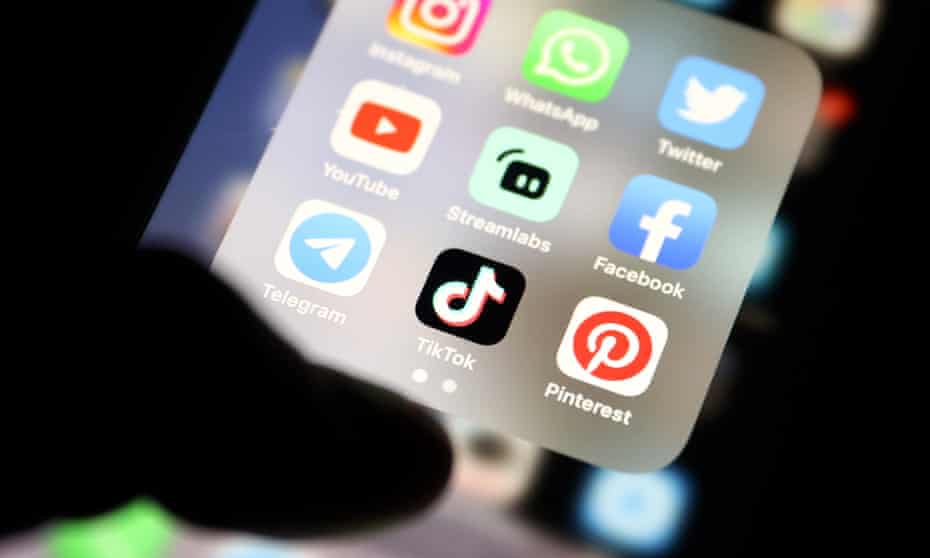 Instagram
WhatsApp
Twitter
YouTube
Streamlabs
Facebook
Telegram
TikTok
Pinterest